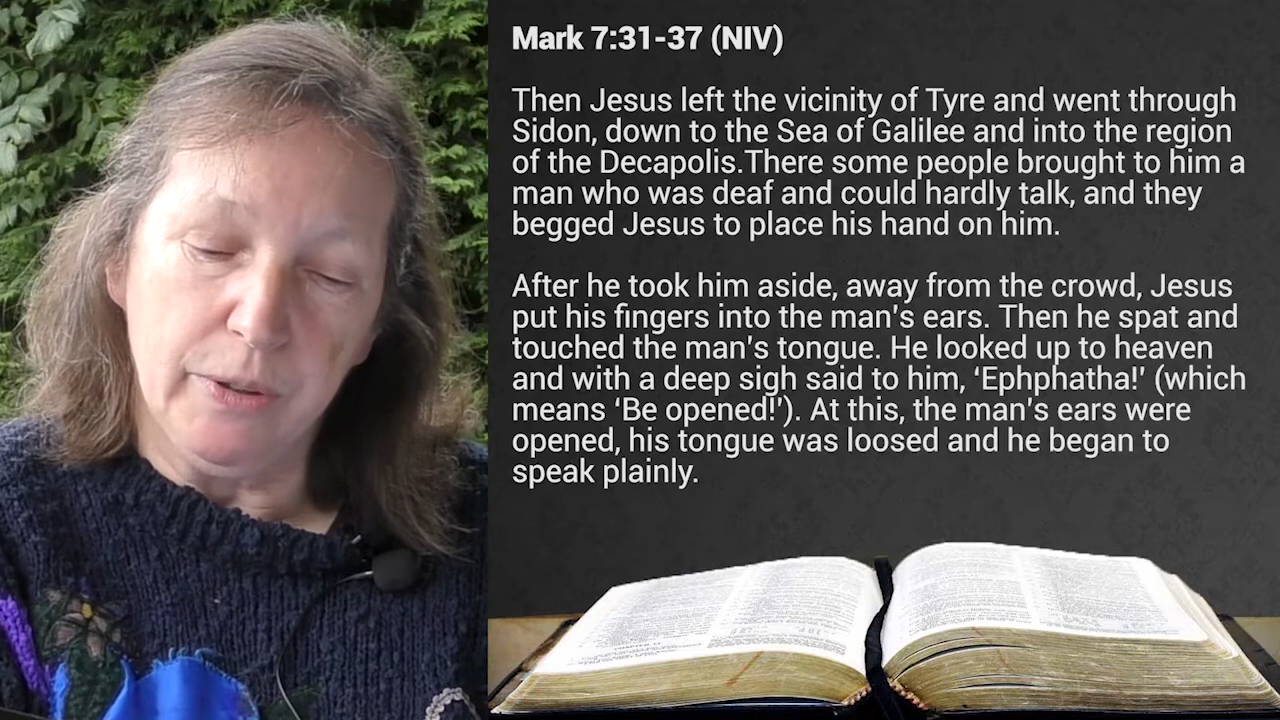 Mark 7:31-37 (NIV)
Then Jesus left the vicinity of Tyre and went through
Sidon, down to the Sea of Galilee and into the region
of the Decapolis.There some people brought to him a
man who was deaf and could hardly talk, and they
begged Jesus to place his hand on him.
After he took him aside, away from the crowd, Jesus
put his fingers into the man's ears. Then he spat and
touched the man's tongue. He looked up to heaven
and with a deep sigh said to him, ‘Ephphatha!’ (which
means ‘Be opened!’). At this, the man's ears were
opened, his tongue was loosed and he began to
speak plainly.